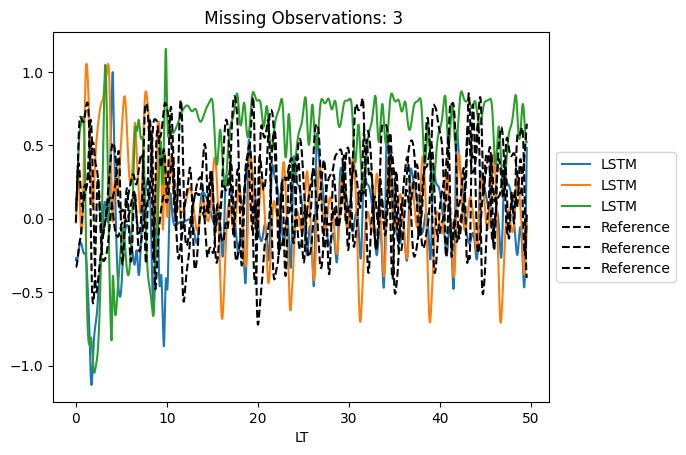 Missing Observations: 3
1.0
0.5
0.0
−0.5
−1.0
0
10
20
30
40
50
LT
LSTM
LSTM
LSTM
Reference
Reference
Reference